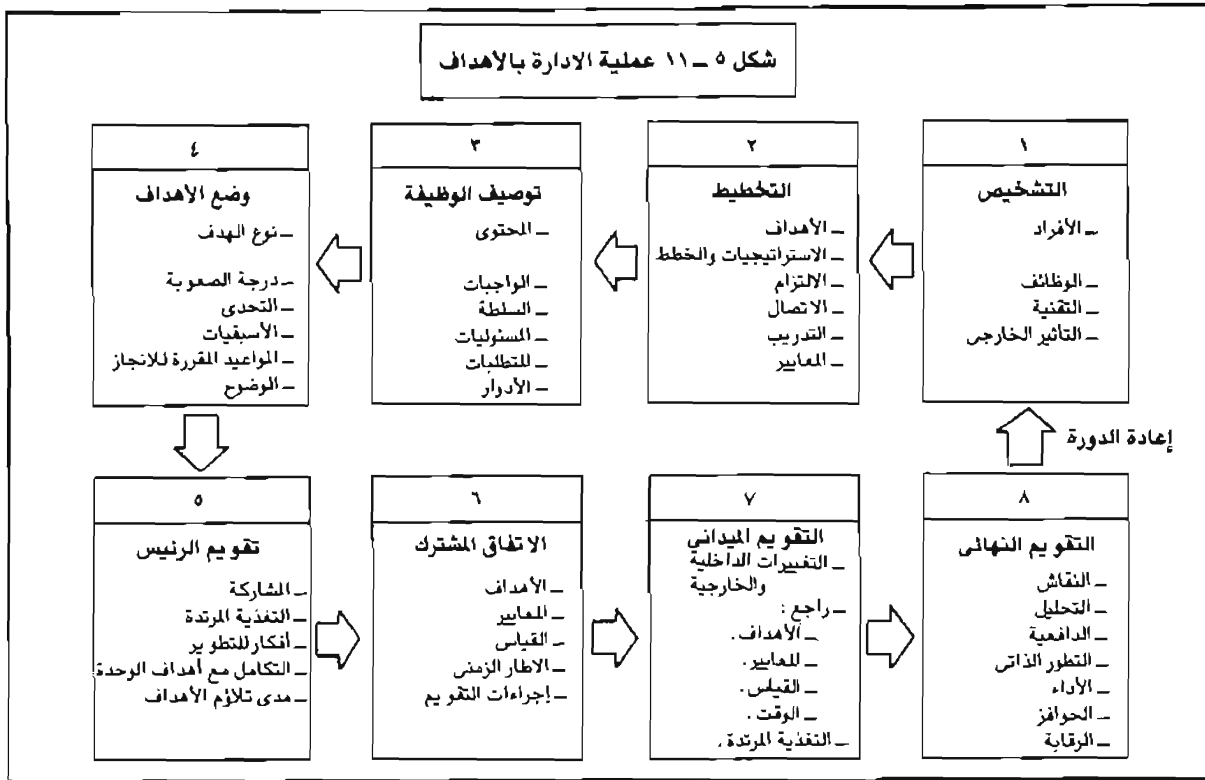 شكل ٥ – ١١ عملية الادارة بالأهداف
١
التشخيص
– الأفراد
– الوظائف
– التقنية
– التأثير الخارجى
٢
التخطيط
– الأهداف
– الاستراتيجيات والخطط
– الالتزام
– الاتصال
– التدريب
– المعايير
٣
توصيف الوظيفة
– المحتوى
– الواجبات
– السلطة
– المسئوليات
– المتطلبات
– الأدوار
٤
وضع الأهداف
– نوع الهدف
– درجة الصعوبة
– التحدى
– الأسبقيات
– المواعيد المقررة للانجاز
– الوضوح
٥
تقويم الرئيس
– المشاركة
– التغذية المرتدة
– أفكار للتطوير
– التكامل مع أهداف الوحدة
– مدى تلاؤم الأهداف
٦
الاتفاق المشترك
– الأهداف
– المعايير
– القياس
– الاطار الزمنى
– إجراءات التقويم
٧
التقويم الميدانى
– التغييرات الداخلية
والخارجية
– راجع :
– الأهداف .
– المعايير .
– القياس .
– الوقت .
– التغذية المرتدة .
٨
التقويم النهائى
– النقاش
– التحليل
– الدافعية
– التطور الذاتى
– الأداء
– الحوافز
– الرقابة
إعادة الدورة